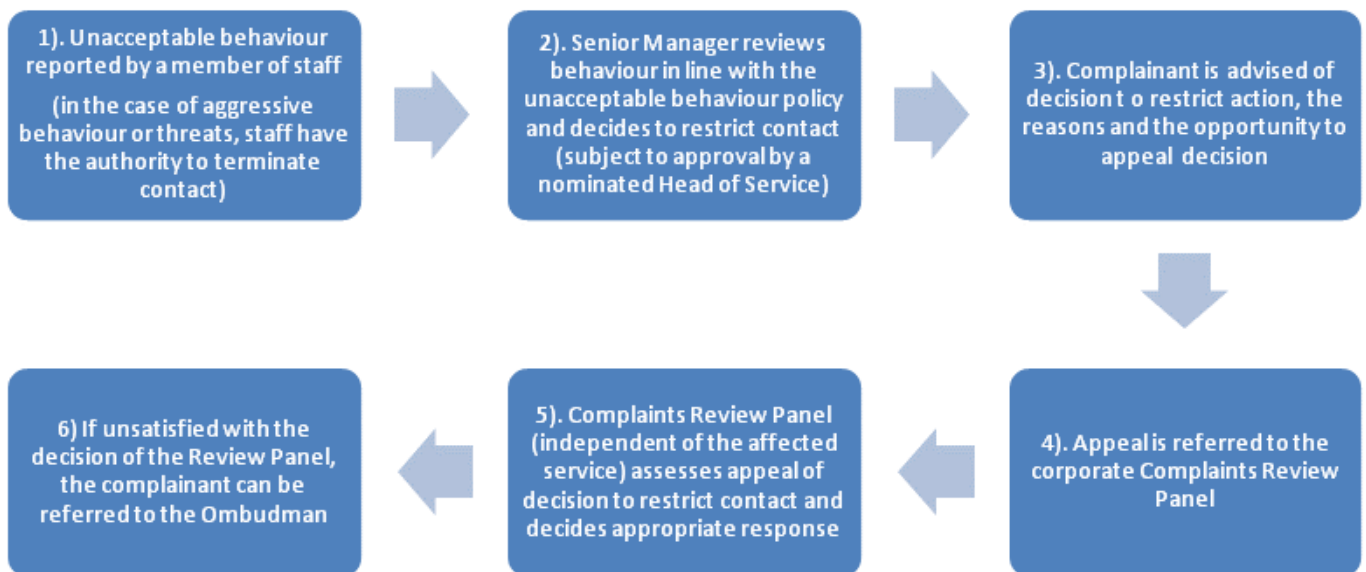 1). Unacceptable behaviour
reported by a member of staff
(in the case of aggressive
behaviour or threats, staff have
the authority to terminate
contact)
2). Senior Manager reviews
behaviour in line with the
unacceptable behaviour policy
and decides to restrict contact
(subject to approval by a
nominated Head of Service)
3). Complainant is advised of
decision t o restrict action, the
reasons and the opportunity to
appeal decision
4). Appeal is referred to the
corporate Complaints Review
Panel
5). Complaints Review Panel
(independent of the affected
service) assesses appeal of
decision to restrict contact and
decides appropriate response
6) If unsatisfied with the
decision of the Review Panel,
the complainant can be
referred to the Ombudman